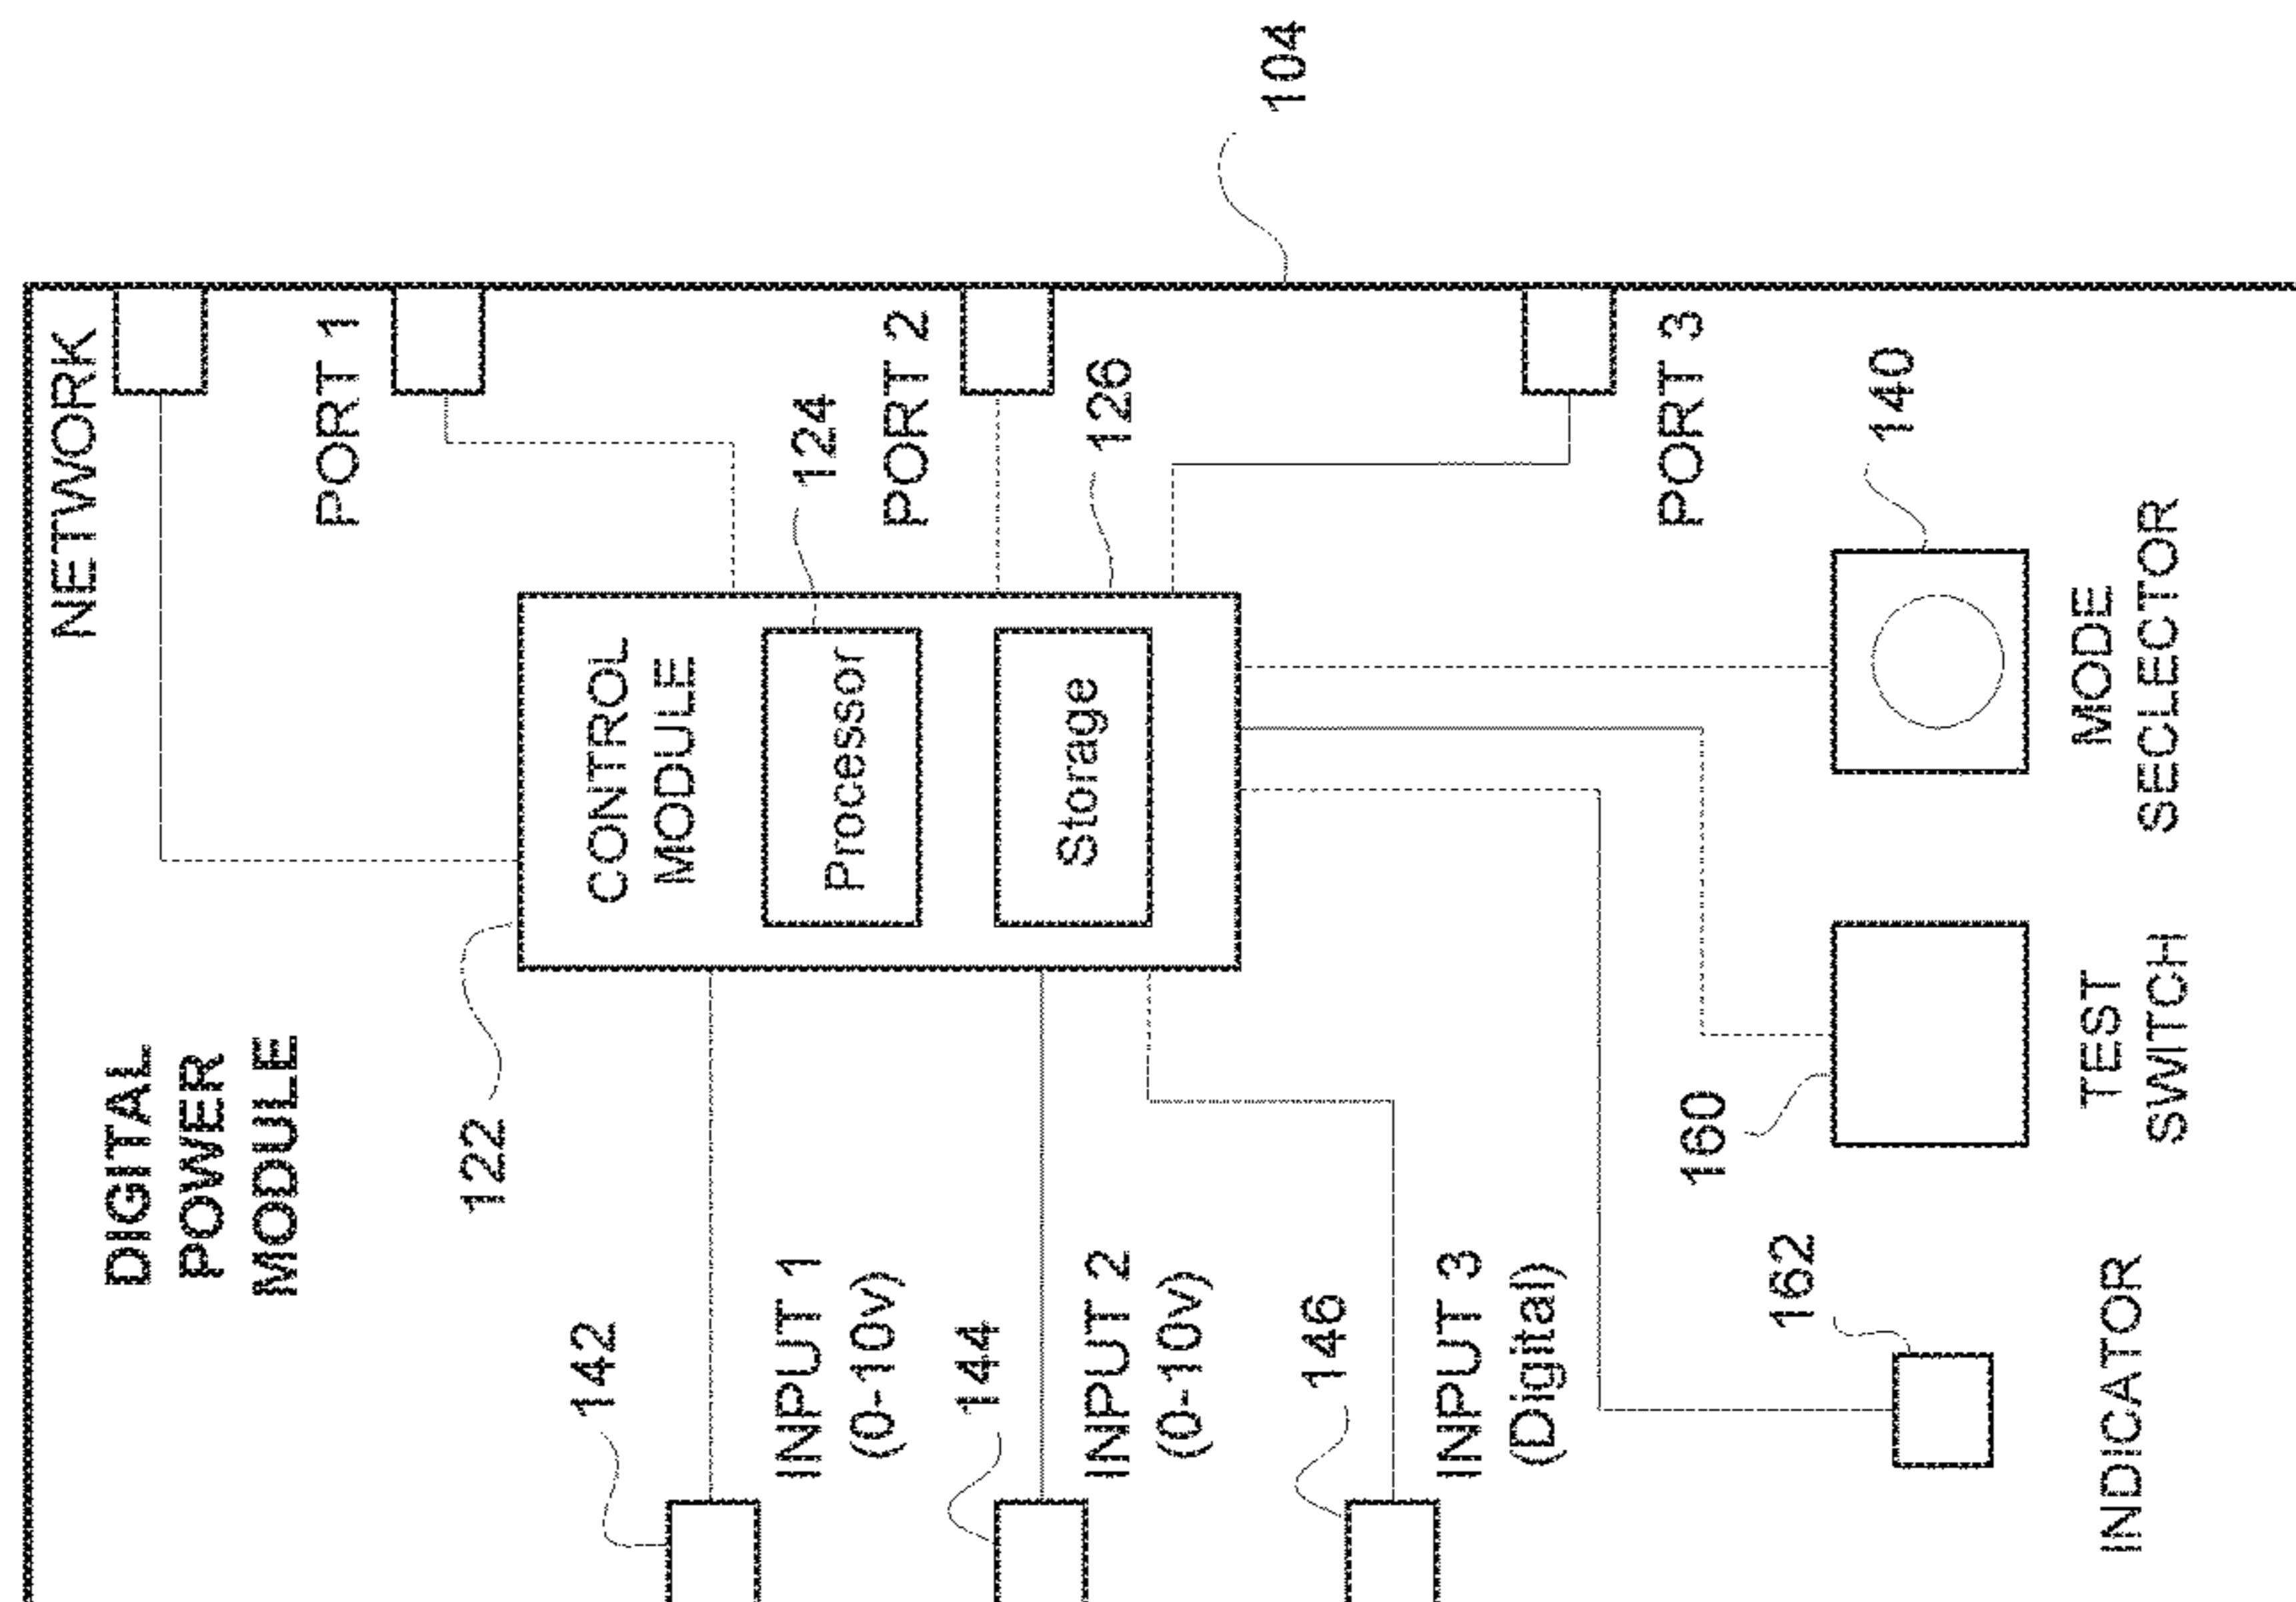 DIGITAL
POWER
MODULE
NETWORK
PORT 1
122
CONTROL
MODULE
124
Processor
PORT 2
126
Storage
142
INPUT 1
(0-10v)
144
INPUT 2
(0-10v)
146
INPUT 3
(Digital)
104
PORT 3
140
MODE
SECLECTOR
160
TEST
SWITCH
162
INDICATOR